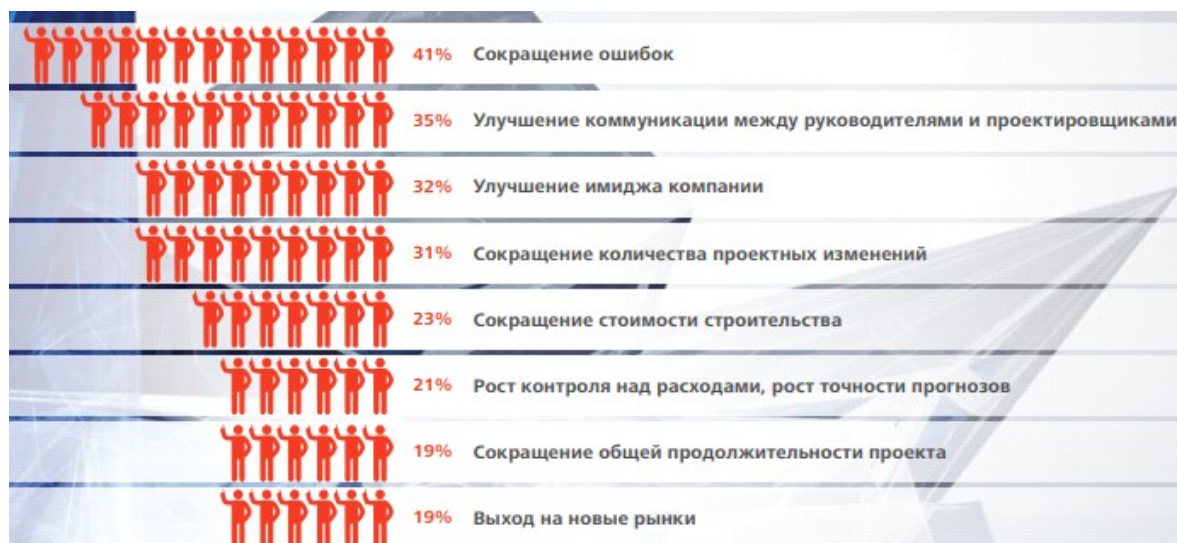 41% Сокращение ошибок
35% Улучшение коммуникации между руководителями и проектировщиками
32% Улучшение имиджа компании
31% Сокращение количества проектных изменений
23% Сокращение стоимости строительства
21% Рост контроля над расходами, рост точности прогнозов
19% Сокращение общей продолжительности проекта
19% Выход на новые рынки